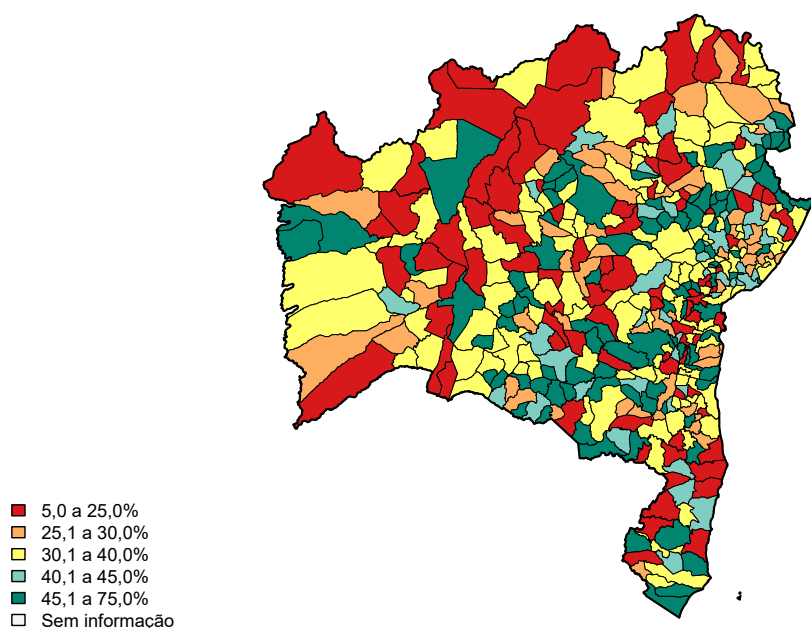 5,0 a 25,0%
25,1 a 30,0%
30,1 a 40,0%
40,1 a 45,0%
45,1 a 75,0%
Sem informação